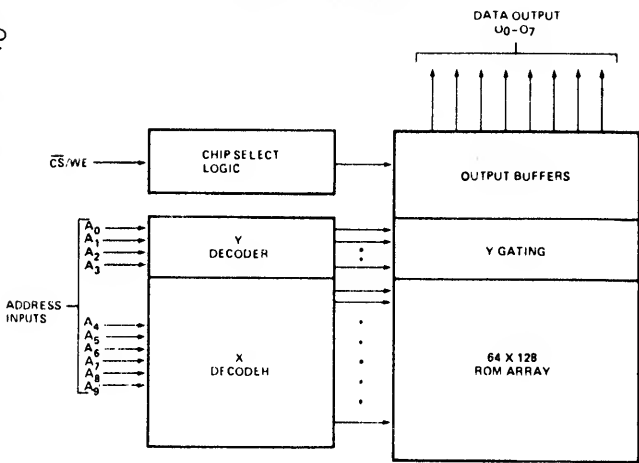 DATA OUTPUT
O0-O7
CS/WE
CHIP SELECT
LOGIC
OUTPUT BUFFERS
A0
A1
A2
A3
Y
DECODER
Y GATING
ADDRESS
INPUTS
A4
A5
A6
A7
A8
A9
X
DECODER
64 X 128
ROM ARRAY